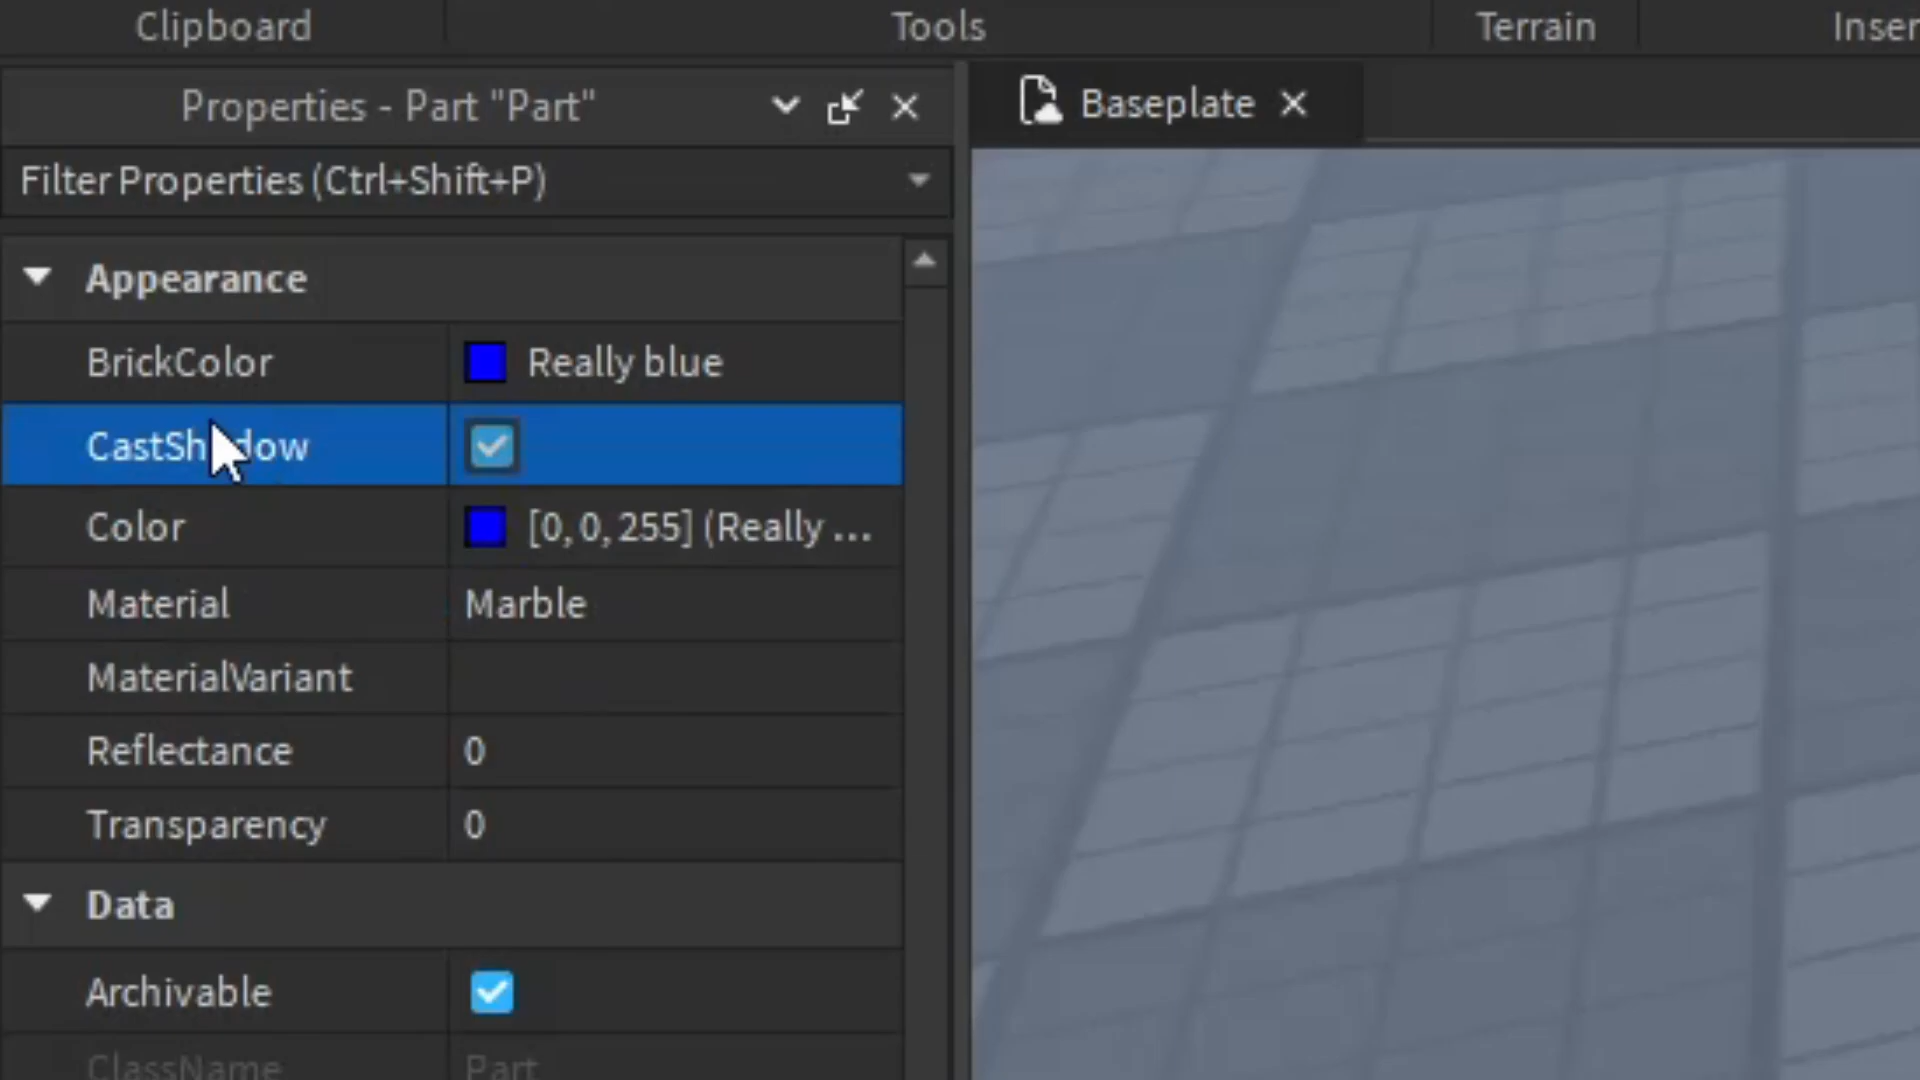 Clipboard
Tools
Terrain
Inser
Properties - Part "Part"
Baseplate
Filter Properties (Ctrl+Shift+P)
Appearance
BrickColor Really blue
CastShadow
Color [0, 0, 255] (Really ...
Material Marble
MaterialVariant
Reflectance 0
Transparency 0
Data
Archivable
ClassName Part